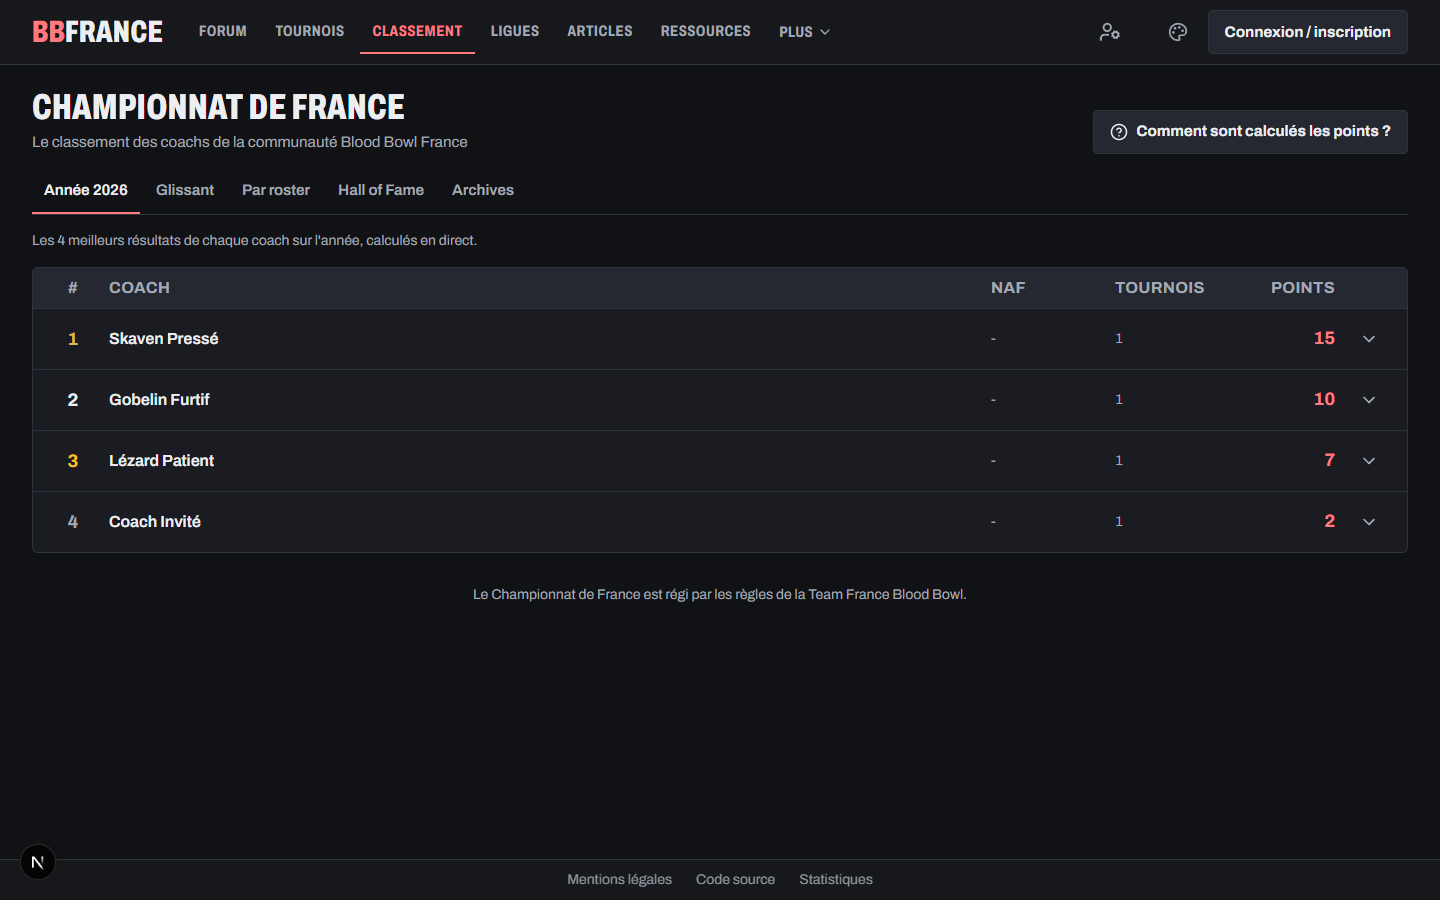 BBFRANCE FORUM TOURNOIS CLASSEMENT LIGUES ARTICLES RESSOURCES PLUS Connexion / inscription
CHAMPIONNAT DE FRANCE
Le classement des coachs de la communauté Blood Bowl France
Comment sont calculés les points ?
Année 2026 Glissant Par roster Hall of Fame Archives
Les 4 meilleurs résultats de chaque coach sur l'année, calculés en direct.
# COACH NAF TOURNOIS POINTS
1 Skaven Pressé - 1 15
2 Gobelin Furtif - 1 10
3 Lézard Patient - 1 7
4 Coach Invité - 1 2
Le Championnat de France est régi par les règles de la Team France Blood Bowl.
N
Mentions légales Code source Statistiques